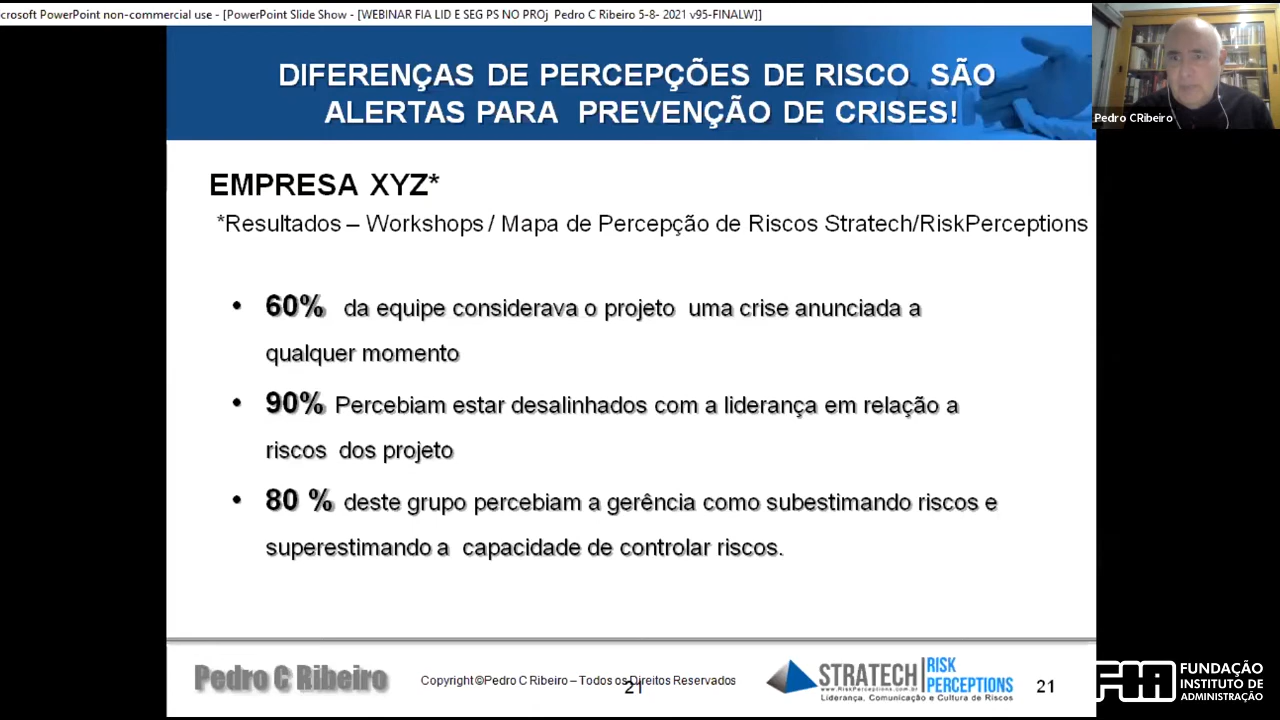 crosoft PowerPoint non-commercial use - [PowerPoint Slide Show - [WEBINAR FIA LID E SEG PS NO PROj Pedro C Ribeiro 5-8- 2021 v95-FINALW]]
DIFERENÇAS DE PERCEPÇÕES DE RISCO SÃO
ALERTAS PARA PREVENÇÃO DE CRISES!
Pedro CRibeiro
EMPRESA XYZ*
*Resultados – Workshops / Mapa de Percepção de Riscos Stratech/RiskPerceptions
• 60% da equipe considerava o projeto uma crise anunciada a
qualquer momento
• 90% Percebiam estar desalinhados com a liderança em relação a
riscos dos projeto
• 80 % deste grupo percebiam a gerência como subestimando riscos e
superestimando a capacidade de controlar riscos.
Pedro C Ribeiro
Copyright ©Pedro C Ribeiro – Todos os Direitos Reservados
21
STRATECH RISK PERCEPTIONS
www.RiskPerceptions.com.br
Liderança, Comunicação e Cultura de Riscos
21
FIA FUNDAÇÃO
INSTITUTO DE
ADMINISTRAÇÃO